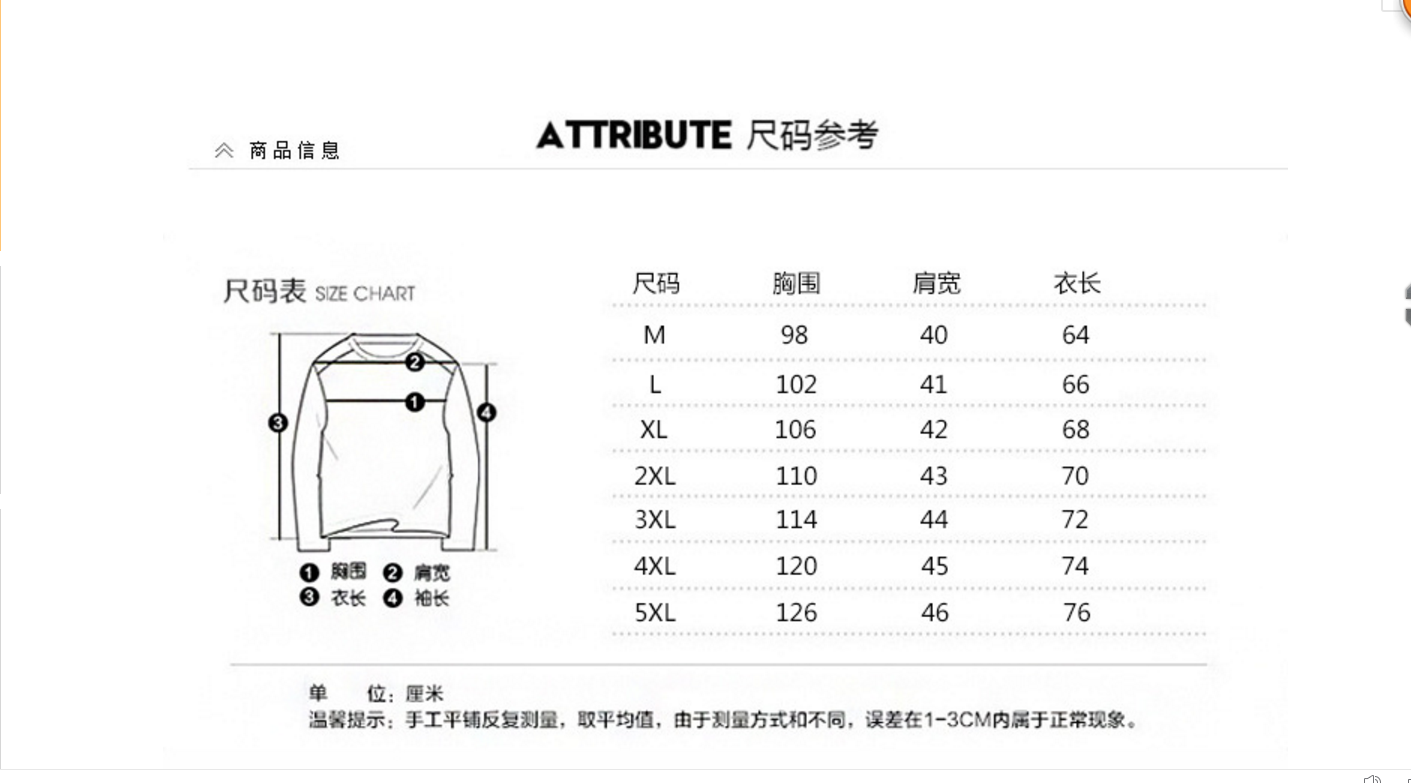 ATTRIBUTE 尺码参考
商品信息
尺码表 SIZE CHART
2
1
3
4
1 胸围 2 肩宽
3 衣长 4 袖长
尺码 胸围 肩宽 衣长
M 98 40 64
L 102 41 66
XL 106 42 68
2XL 110 43 70
3XL 114 44 72
4XL 120 45 74
5XL 126 46 76
单 位：厘米
温馨提示：手工平铺反复测量，取平均值，由于测量方式和不同，误差在1-3CM内属于正常现象。